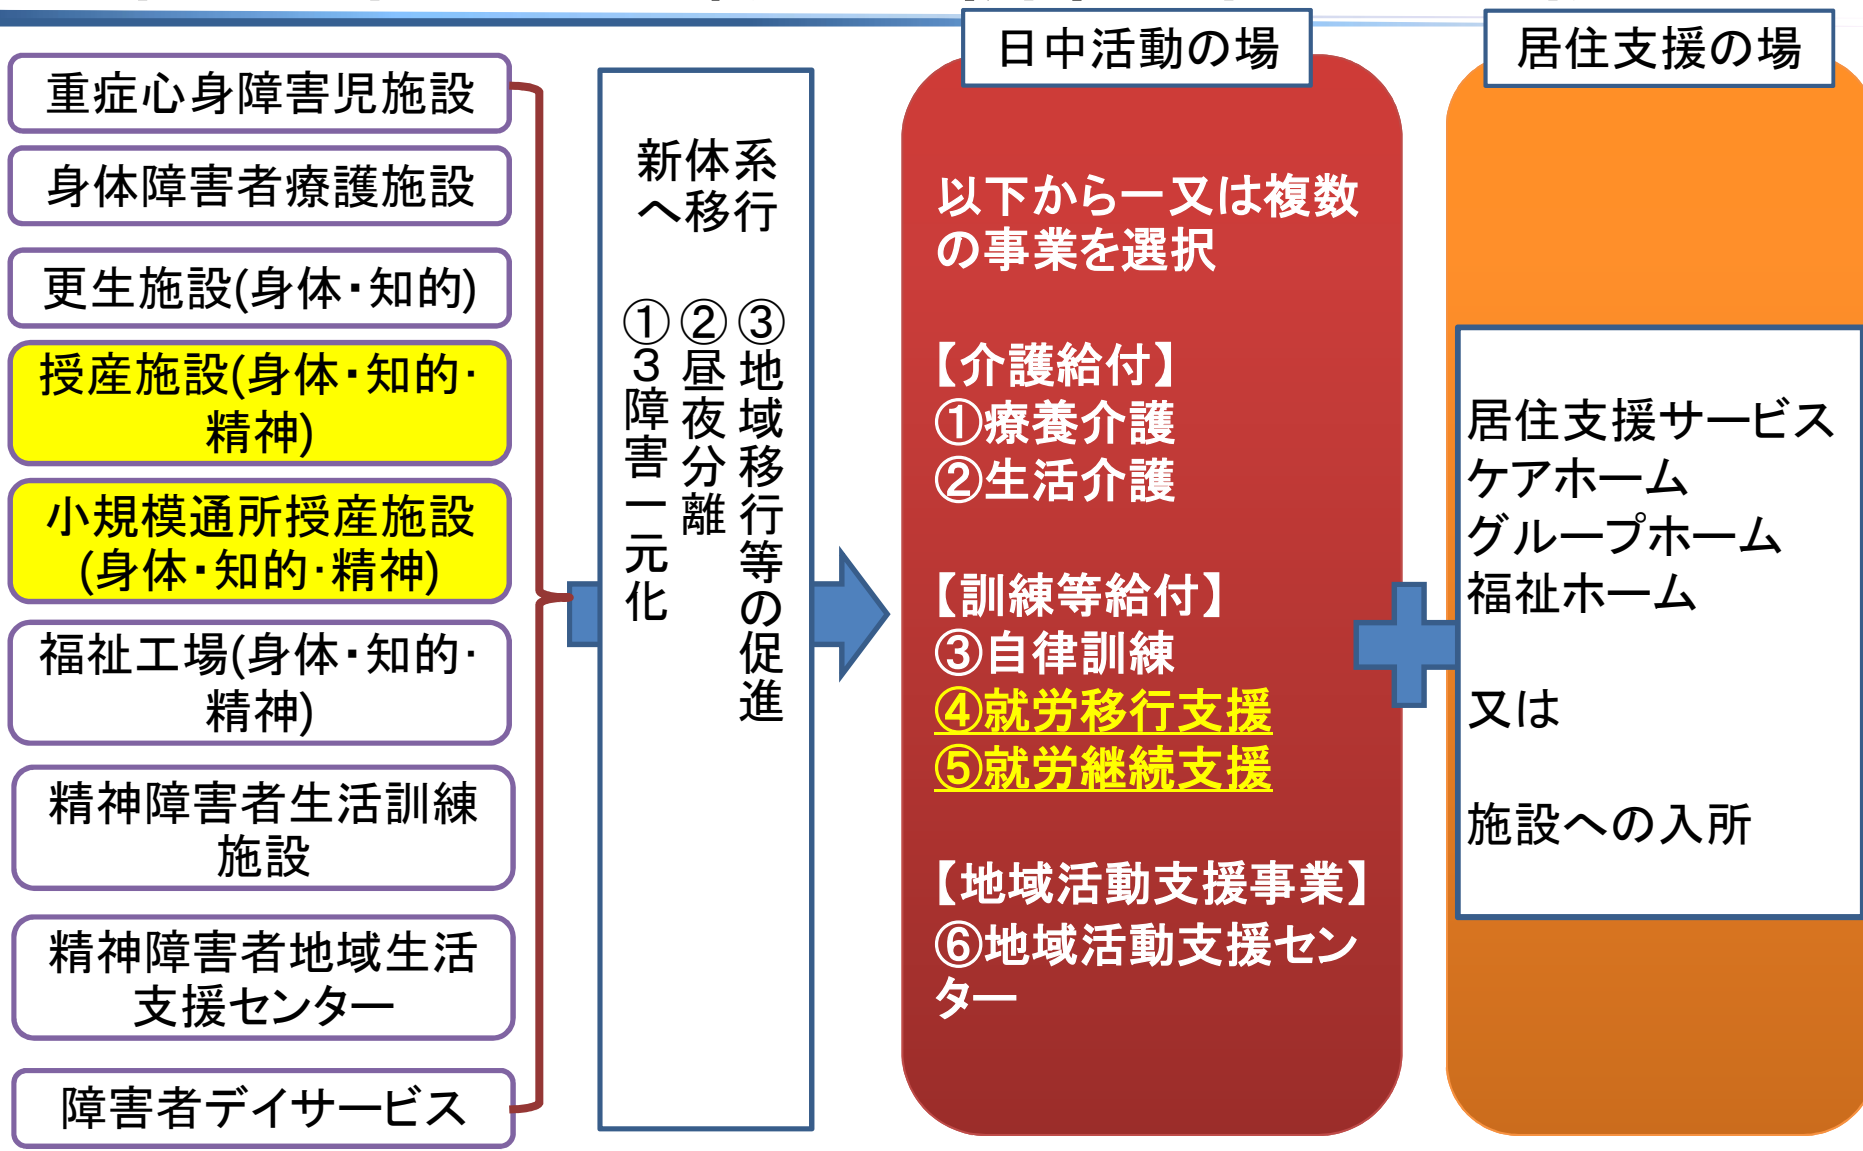 重症心身障害児施設
身体障害者療護施設
更生施設(身体・知的)
授産施設(身体・知的・
精神)
小規模通所授産施設
(身体・知的・精神)
福祉工場(身体・知的・
精神)
精神障害者生活訓練
施設
精神障害者地域生活
支援センター
障害者デイサービス
新体系
へ移行
①3障害一元化
②昼夜分離
③地域移行等の促進
日中活動の場
以下から一又は複数
の事業を選択
【介護給付】
①療養介護
②生活介護
【訓練等給付】
③自律訓練
④就労移行支援
⑤就労継続支援
【地域活動支援事業】
⑥地域活動支援セン
ター
居住支援の場
居住支援サービス
ケアホーム
グループホーム
福祉ホーム
又は
施設への入所